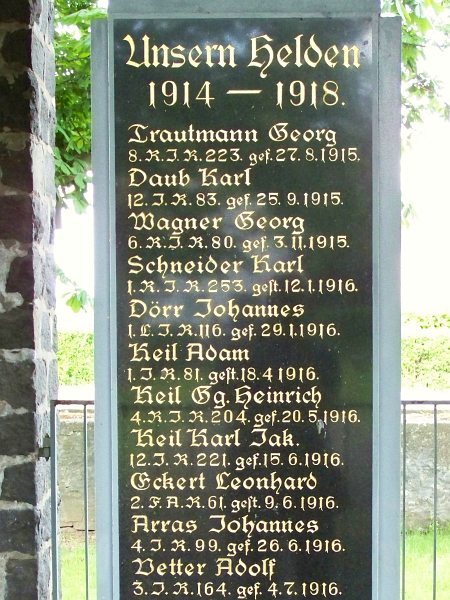 Unsern Helden
1914 — 1918.
Trautmann Georg
8. R. I. R. 223. gef. 27. 8. 1915.
Daub Karl
12. I. R. 83. gef. 25. 9. 1915.
Wagner Georg
6. R. I. R. 80. gef. 3. 11. 1915.
Schneider Karl
1. R. I. R. 253. gest. 12. 1. 1916.
Dörr Johannes
1. L. I. R. 116. gef. 29. 1. 1916.
Keil Adam
1. I. R. 81. gest. 18. 4. 1916.
Keil Gg. Heinrich
4. R. I. R. 204. gef. 20. 5. 1916.
Keil Karl Jak.
12. I. R. 221. gef. 15. 6. 1916.
Eckert Leonhard
2. F. A. R. 61. gest. 9. 6. 1916.
Arras Johannes
4. I. R. 99. gef. 26. 6. 1916.
Vetter Adolf
3. I. R. 164. gef. 4. 7. 1916.